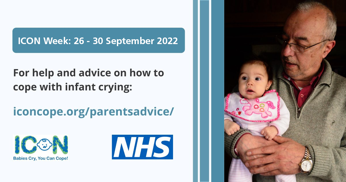 ICON Week: 26 - 30 September 2022
For help and advice on how to
cope with infant crying:
iconcope.org/parentsadvice/
ICON
Babies Cry, You Can Cope!
NHS